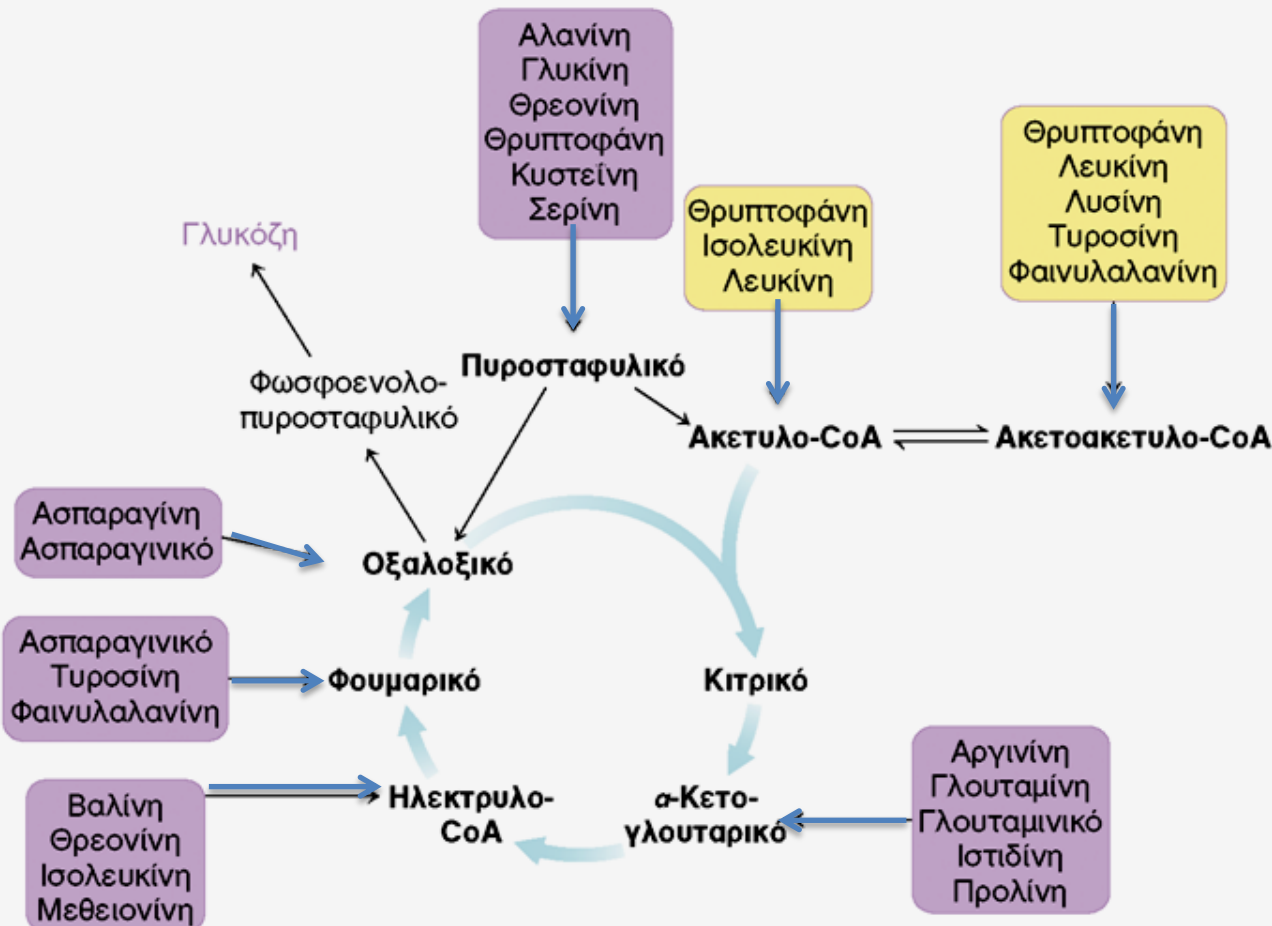 Αλανίνη
Γλυκίνη
Θρεονίνη
Θρυπτοφάνη
Κυστεΐνη
Σερίνη
Θρυπτοφάνη
Ισολευκίνη
Λευκίνη
Θρυπτοφάνη
Λευκίνη
Λυσίνη
Τυροσίνη
Φαινυλαλανίνη
Γλυκόζη
Φωσφοενολο-
πυροσταφυλικό
Πυροσταφυλικό
Ακετυλο-CoA
Ακετοακετυλο-CoA
Ασπαραγίνη
Ασπαραγινικό
Οξαλοξικό
Ασπαραγινικό
Τυροσίνη
Φαινυλαλανίνη
Φουμαρικό
Κιτρικό
Βαλίνη
Θρεονίνη
Ισολευκίνη
Μεθειονίνη
Ηλεκτρυλο-
CoA
α-Κετο-
γλουταρικό
Αργινίνη
Γλουταμίνη
Γλουταμινικό
Ιστιδίνη
Προλίνη